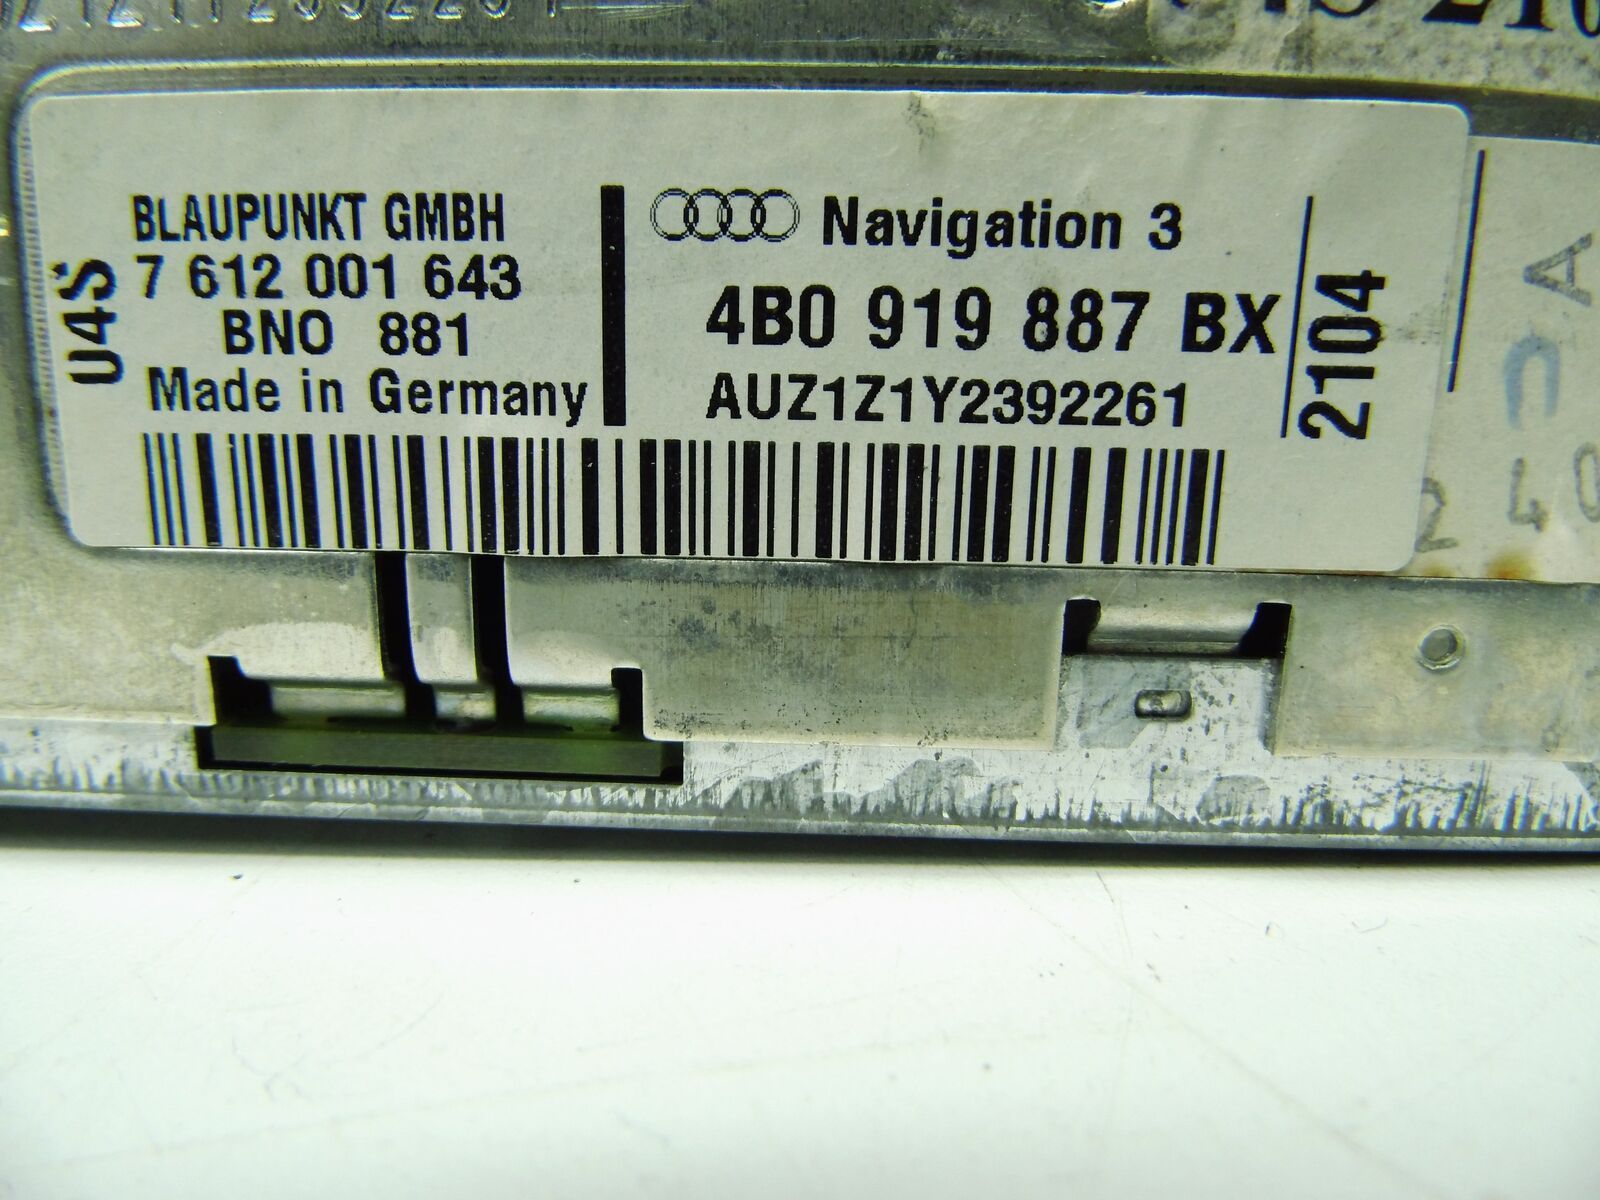 BLAUPUNKT GMBH
7 612 001 643
BNO 881
Made in Germany
U4S
Navigation 3
4B0 919 887 BX
AUZ1Z1Y2392261
2104
A